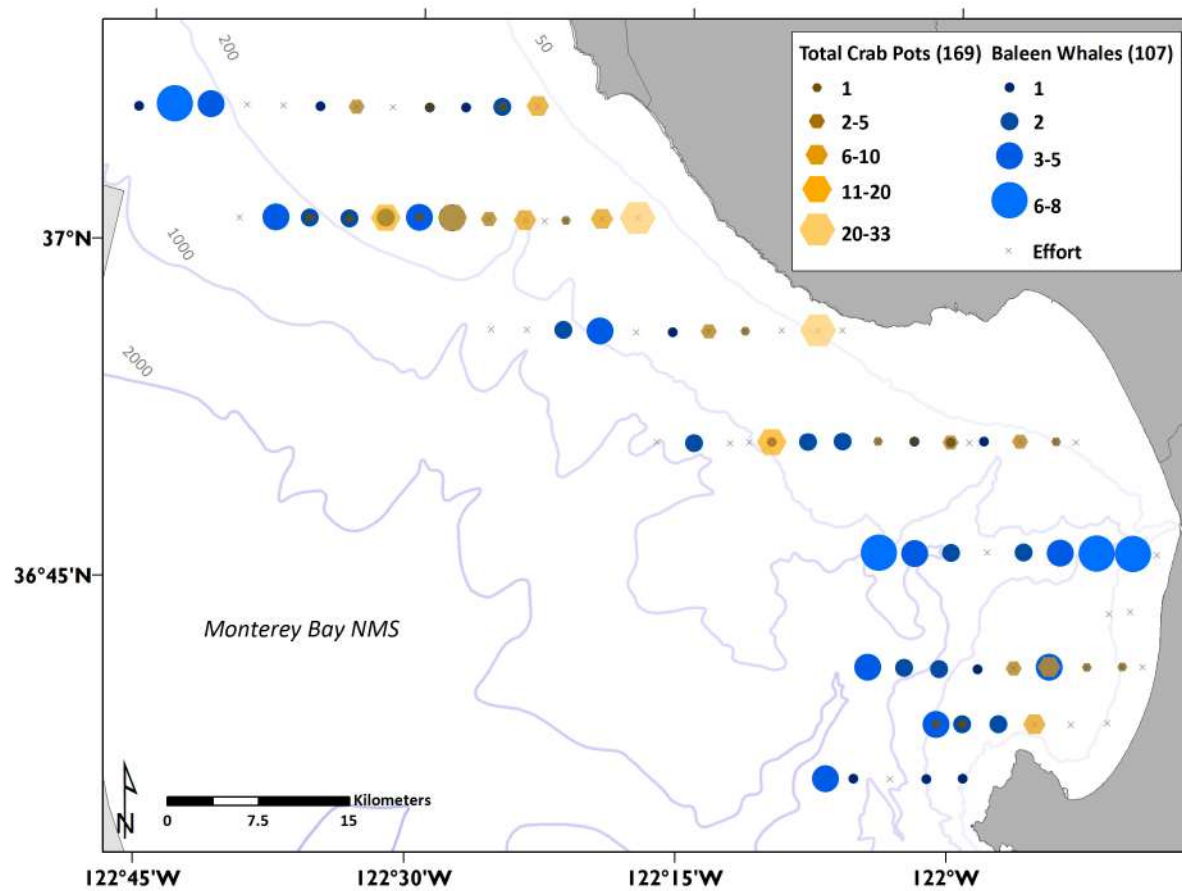 Total Crab Pots (169)
1
2-5
6-10
11-20
20-33
Baleen Whales (107)
1
2
3-5
6-8
Effort
200
50
1000
2000
37°N
36°45'N
Monterey Bay NMS
N
Kilometers
0 7.5 15
122°45'W 122°30'W 122°15'W 122°W